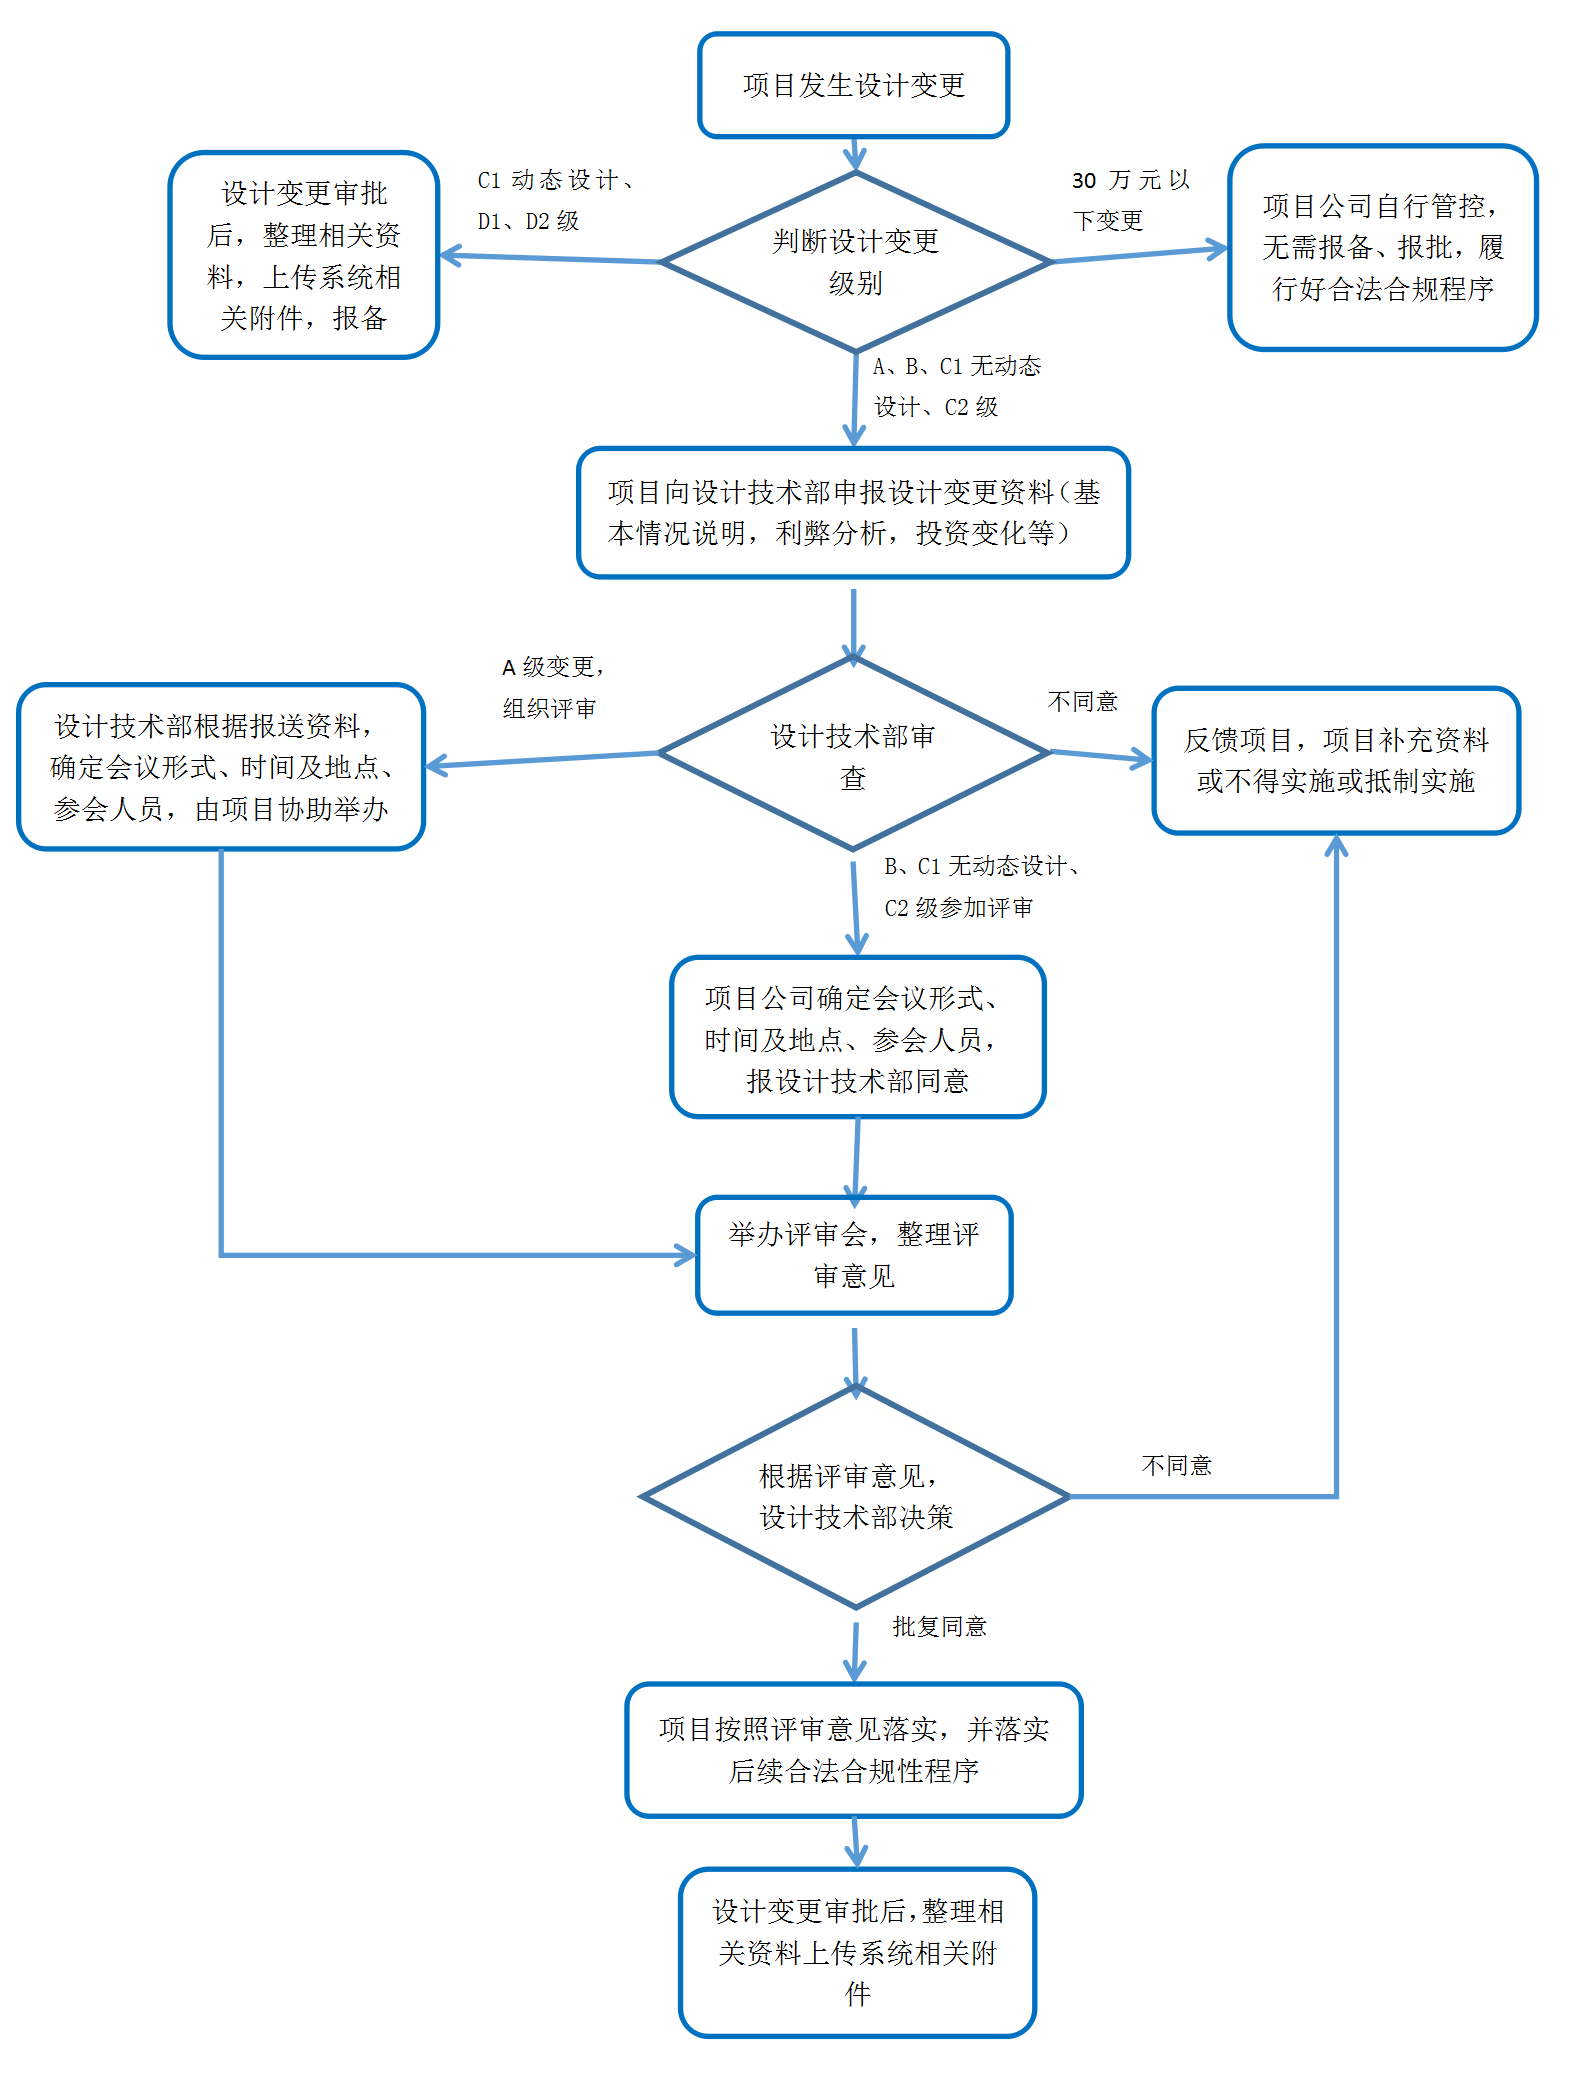 项目发生设计变更
设计变更审批
后，整理相关资
料，上传系统相
关附件，报备
C1 动态设计、
D1、D2 级
判断设计变更
级别
30 万元以
下变更
项目公司自行管控，
无需报备、报批，履
行好合法合规程序
A、B、C1 无动态
设计、C2 级
项目向设计技术部申报设计变更资料（基
本情况说明，利弊分析，投资变化等）
A 级变更，
组织评审
设计技术部根据报送资料，
确定会议形式、时间及地点、
参会人员，由项目协助举办
设计技术部审
查
不同意
反馈项目，项目补充资料
或不得实施或抵制实施
B、C1 无动态设计、
C2 级参加评审
项目公司确定会议形式、
时间及地点、参会人员，
报设计技术部同意
举办评审会，整理评
审意见
根据评审意见，
设计技术部决策
不同意
批复同意
项目按照评审意见落实，并落实
后续合法合规性程序
设计变更审批后，整理相
关资料上传系统相关附
件